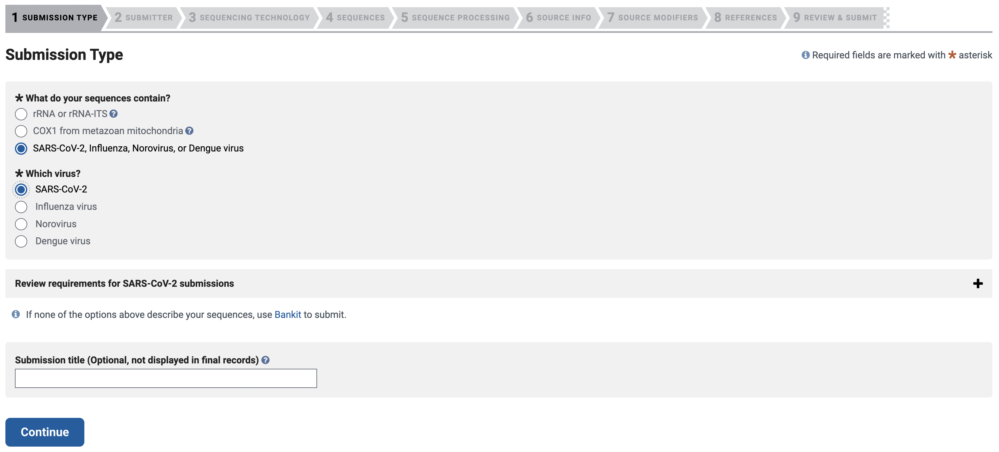 1 SUBMISSION TYPE 2 SUBMITTER 3 SEQUENCING TECHNOLOGY 4 SEQUENCES 5 SEQUENCE PROCESSING 6 SOURCE INFO 7 SOURCE MODIFIERS 8 REFERENCES 9 REVIEW & SUBMIT
Submission Type
Required fields are marked with * asterisk
* What do your sequences contain?
rRNA or rRNA-ITS
COX1 from metazoan mitochondria
SARS-CoV-2, Influenza, Norovirus, or Dengue virus
* Which virus?
SARS-CoV-2
Influenza virus
Norovirus
Dengue virus
Review requirements for SARS-CoV-2 submissions
If none of the options above describe your sequences, use Bankit to submit.
Submission title (Optional, not displayed in final records)
Continue